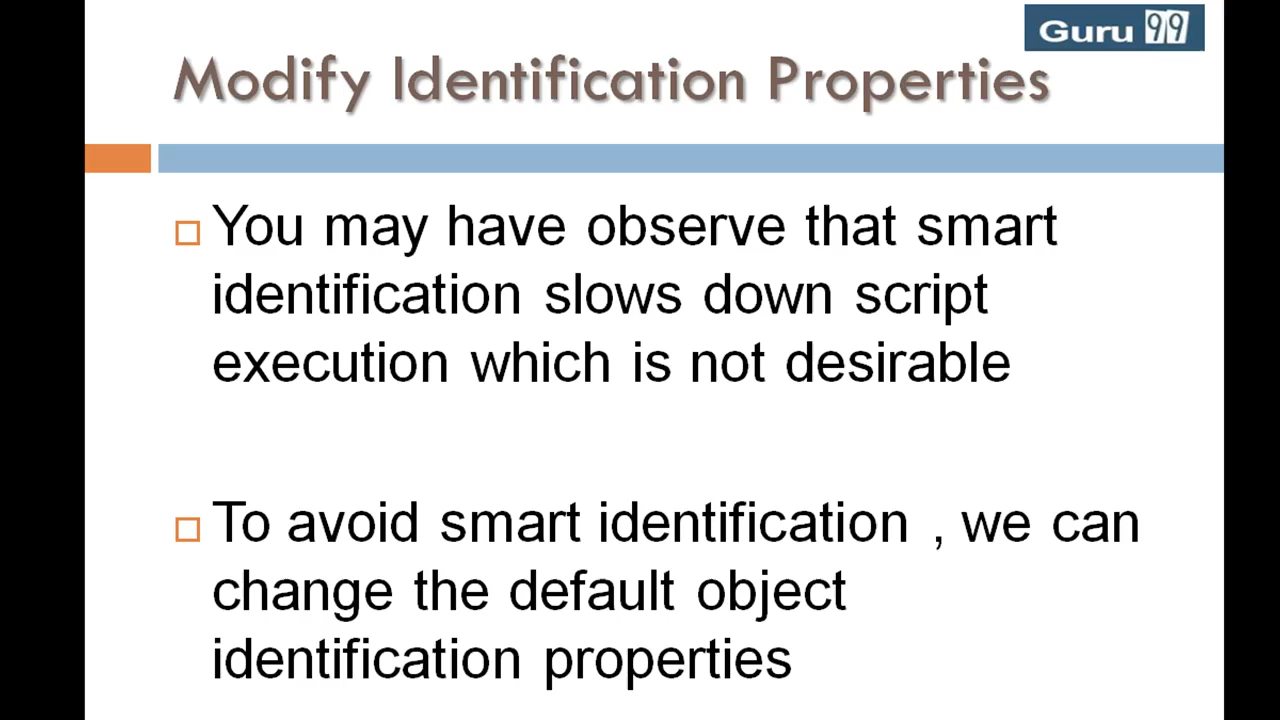 Guru 99
Modify Identification Properties
You may have observe that smart
identification slows down script
execution which is not desirable
To avoid smart identification , we can
change the default object
identification properties